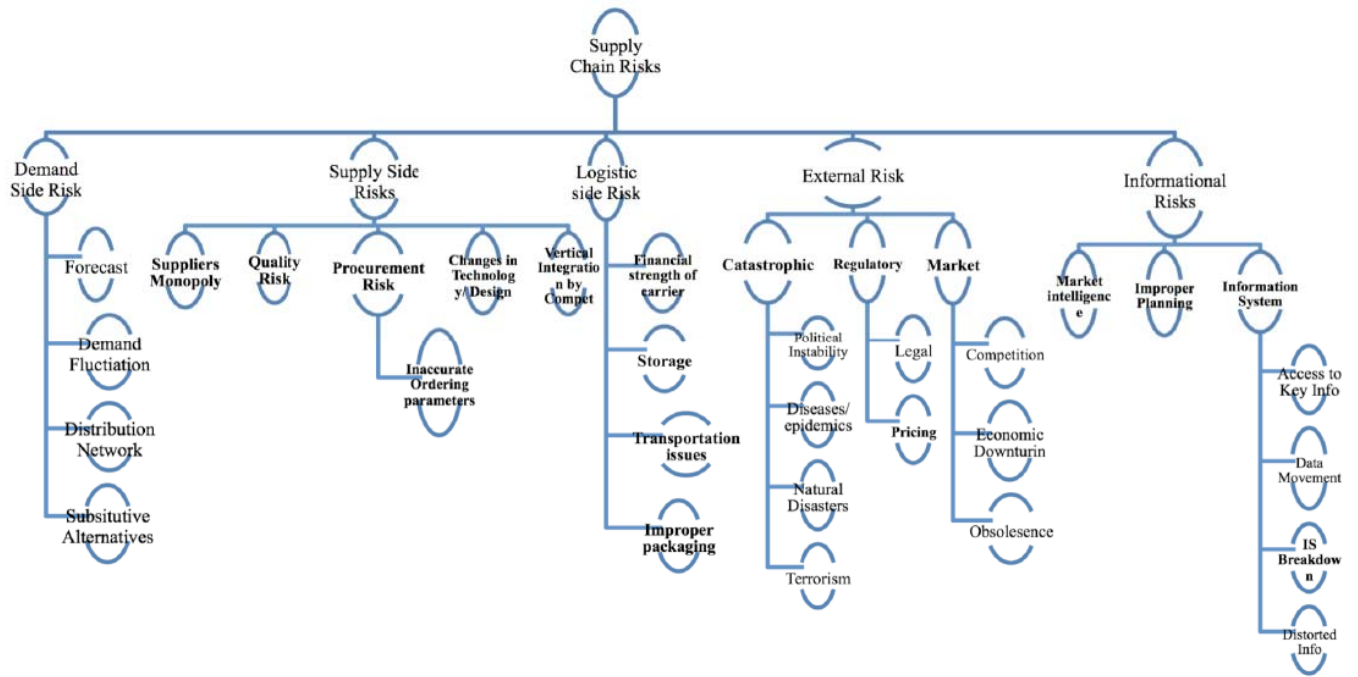 Supply
Chain Risks
Demand
Side Risk
Supply Side
Risks
Logistic
side Risk
External Risk
Informational
Risks
Forecast
Demand
Fluctiation
Distribution
Network
Subsitutive
Alternatives
Suppliers
Monopoly
Quality
Risk
Procurement
Risk
Changes in
Technolog
y/ Design
Vertical
Integratio
n by
Compet
Inaccurate
Ordering
parameters
Financial
strength of
carrier
Storage
Transportation
issues
Improper
packaging
Catastrophic
Regulatory
Market
Political
Instability
Diseases/
epidemics
Natural
Disasters
Terrorism
Legal
Pricing
Competition
Economic
Downturin
Obsolesence
Market
intelligenc
e
Improper
Planning
Information
System
Access to
Key Info
Data
Movement
IS
Breakdow
n
Distorted
Info